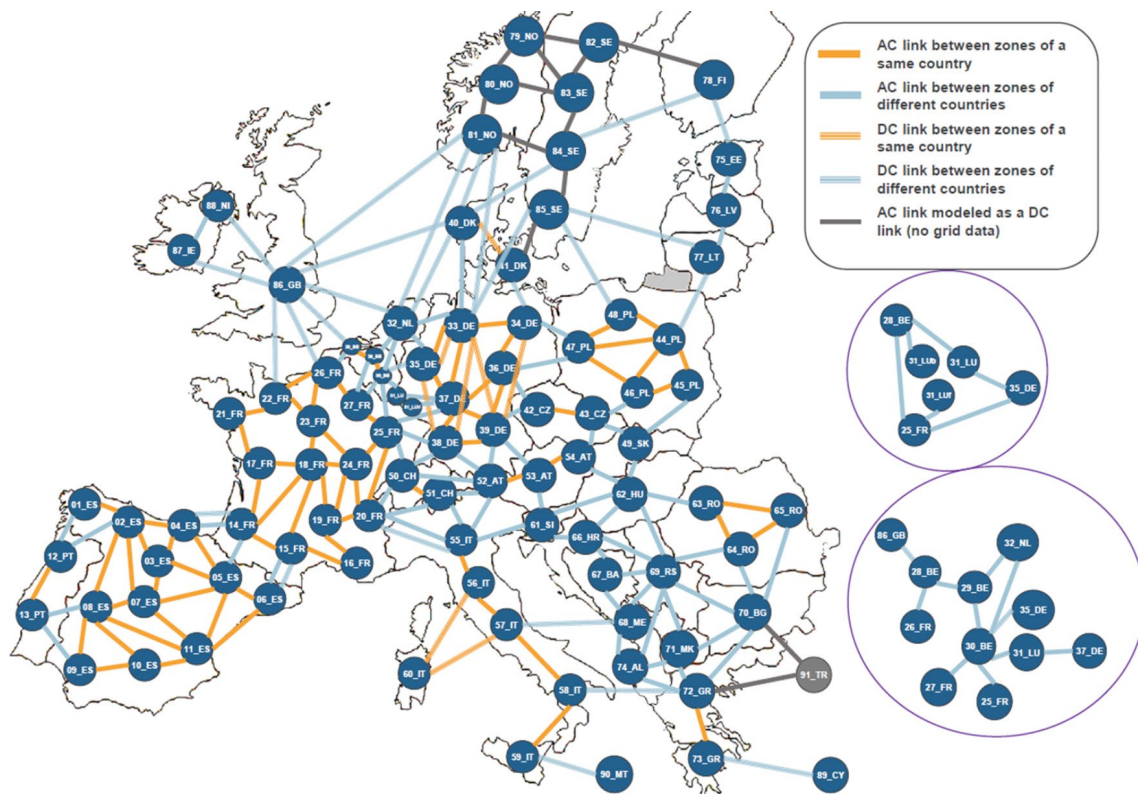 79_NO
82_SE
78_FI
80_NO
83_SE
81_NO
84_SE
75_EE
88_NI
85_SE
76_LV
40_DK
87_IE
77_LT
41_DK
86_GB
48_PL
32_NL
33_DE
34_DE
44_PL
47_PL
35_DE
36_DE
26_FR
45_PL
46_PL
22_FR
31_LU
37_DE
27_FR
21_FR
42_CZ
43_CZ
23_FR
25_FR
38_DE
39_DE
49_SK
54_AT
17_FR
18_FR
24_FR
50_CH
52_AT
53_AT
51_CH
62_HU
01_ES
63_RO
65_RO
02_ES
04_ES
14_FR
19_FR
20_FR
61_SI
55_IT
66_HR
64_RO
12_PT
15_FR
03_ES
16_FR
05_ES
67_BA
69_RS
56_IT
08_ES
07_ES
06_ES
13_PT
70_BG
57_IT
68_ME
11_ES
71_MK
09_ES
10_ES
74_AL
60_IT
91_TR
58_IT
72_GR
59_IT
73_GR
90_MT
89_CY
AC link between zones of a
same country
AC link between zones of
different countries
DC link between zones of a
same country
DC link between zones of
different countries
AC link modeled as a DC
link (no grid data)
28_BE
31_LUb
31_LU
31_LUf
35_DE
25_FR
86_GB
32_NL
28_BE
29_BE
35_DE
26_FR
30_BE
31_LU
37_DE
27_FR
25_FR